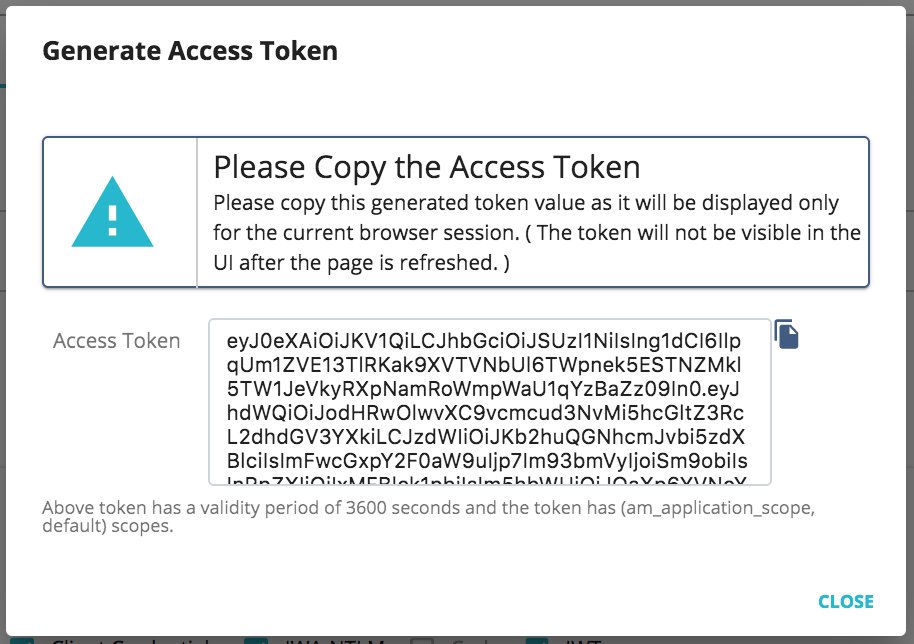 Generate Access Token
Please Copy the Access Token
Please copy this generated token value as it will be displayed only
for the current browser session. ( The token will not be visible in the
UI after the page is refreshed. )
Access Token
eyJ0eXAiOiJKV1QiLCJhbGciOiJSUzI1NiIsIng1dCI6Ilp
qUm1ZVE13TlRKak9XVTVNbUl6TWpnek5ESTNZMkl
5TW1JeVkyRXpNamRoWmpWaU1qYzBaZz09In0.eyJ
hdWQiOiJodHRwOlwvXC9vcmcud3NvMi5hcGltZ3Rc
L2dhdGV3YXkiLCJzdWIiOiJKb2huQGNhcmJvbi5zdX
BlciIsImFwcGxpY2F0aW9uIjp7Im93bmVyIjoiSm9obiIs
Above token has a validity period of 3600 seconds and the token has (am_application_scope,
default) scopes.
CLOSE